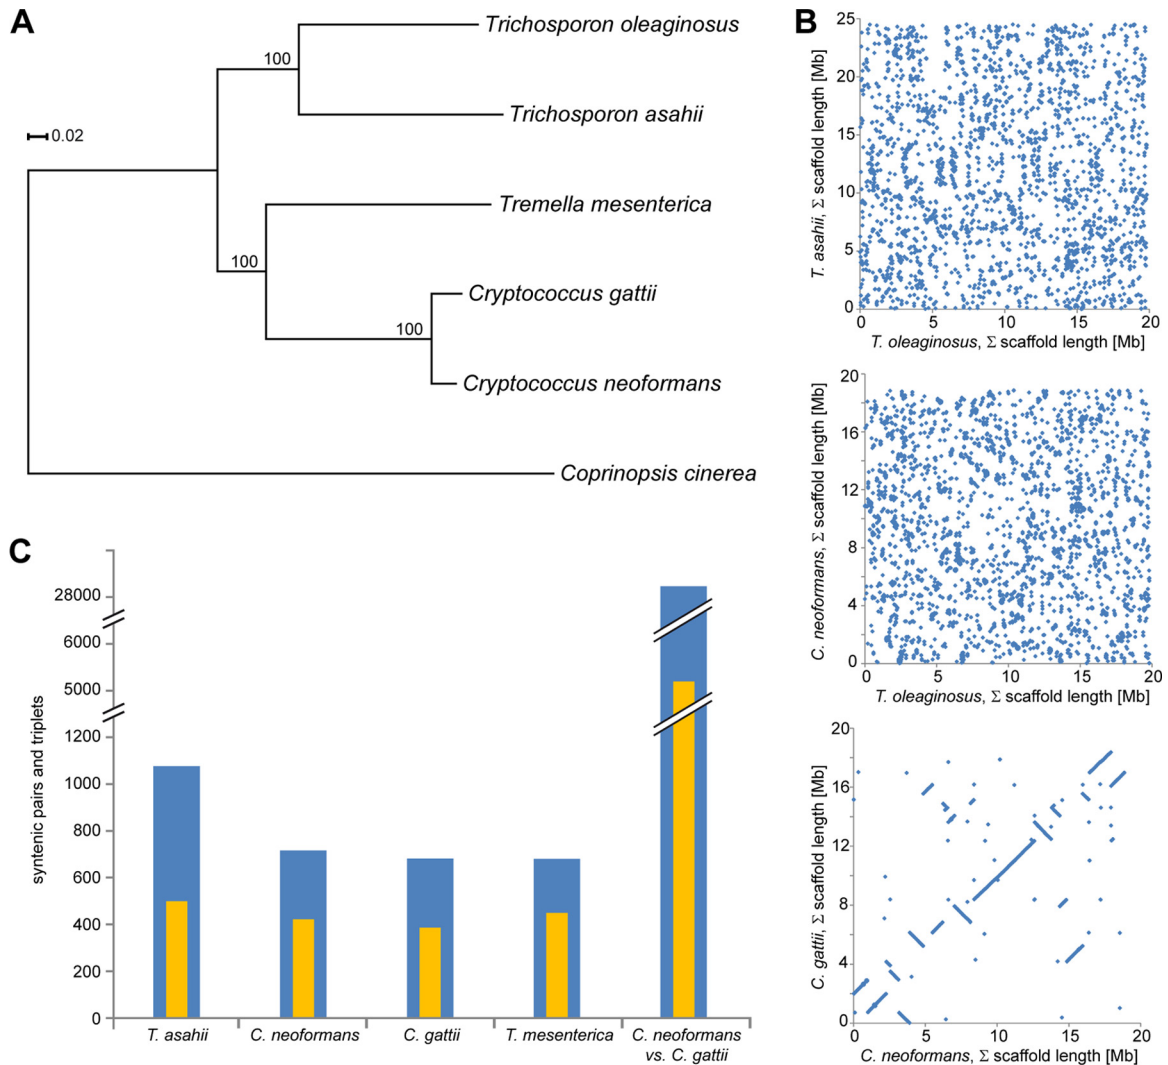 A
Trichosporon oleaginosus
100
Trichosporon asahii
0.02
Tremella mesenterica
100
Cryptococcus gattii
100
Cryptococcus neoformans
Coprinopsis cinerea
B
T. asahii, Σ scaffold length [Mb]
25
20
15
10
5
0
0 5 10 15 20
T. oleaginosus, Σ scaffold length [Mb]
C. neoformans, Σ scaffold length [Mb]
20
16
12
8
4
0
0 5 10 15 20
T. oleaginosus, Σ scaffold length [Mb]
C. gattii, Σ scaffold length [Mb]
20
16
12
8
4
0
0 5 10 15 20
C. neoformans, Σ scaffold length [Mb]
C
syntenic pairs and triplets
28000
6000
5000
1200
1000
800
600
400
200
0
T. asahii C. neoformans C. gattii T. mesenterica C. neoformans
vs. C. gattii